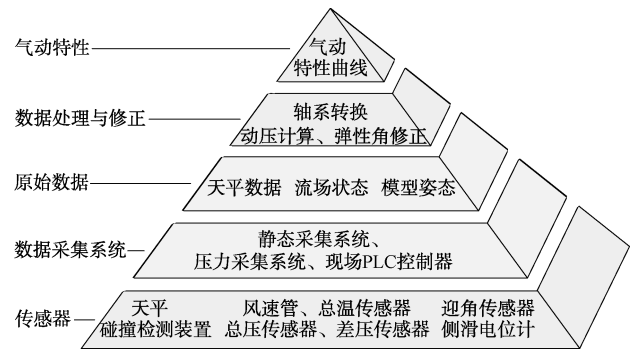 气动特性
气动
特性曲线
数据处理与修正
轴系转换
动压计算、弹性角修正
原始数据
天平数据 流场状态 模型姿态
数据采集系统
静态采集系统、
压力采集系统、现场PLC控制器
传感器
天平 风速管、总温传感器 迎角传感器
碰撞检测装置 总压传感器、差压传感器 侧滑电位计